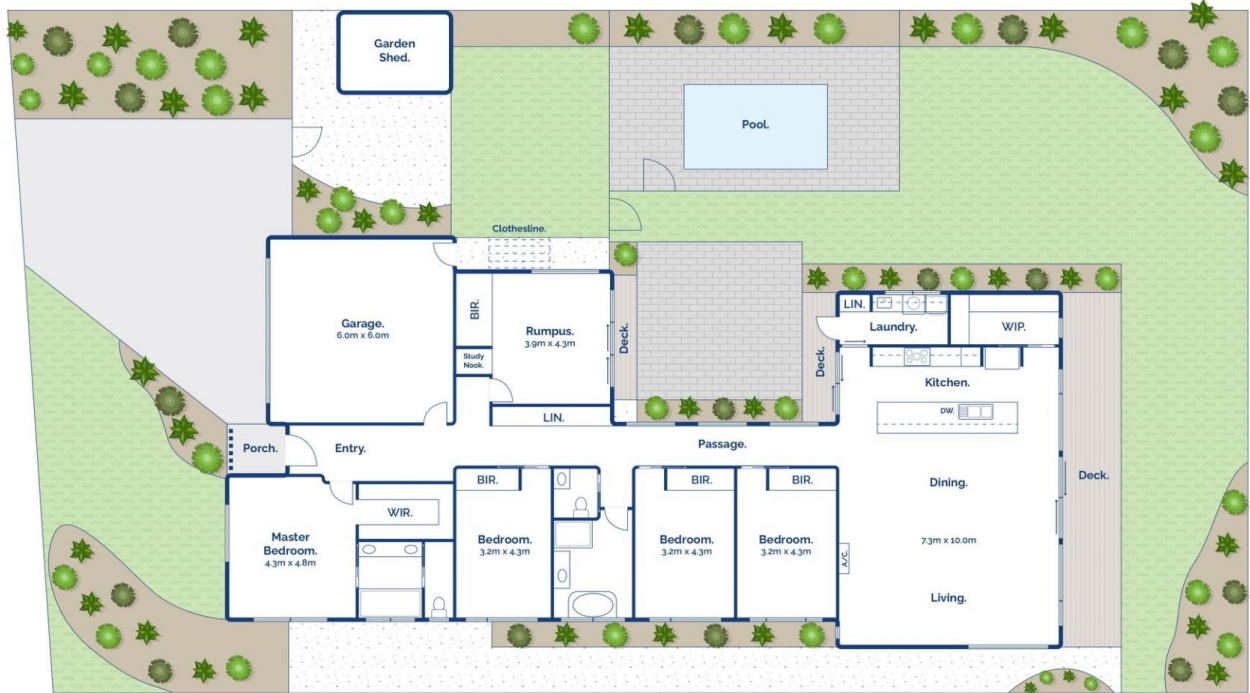 Garden
Shed.
Pool.
Clothesline.
Garage.
6.0m x 6.0m
BIR.
Study
Nook.
Rumpus.
3.9m x 4.3m
Deck.
Deck.
LIN.
Laundry.
WIP.
Kitchen.
DW.
LIN.
Porch.
Entry.
Passage.
Master
Bedroom.
4.3m x 4.8m
WIR.
BIR.
Bedroom.
3.2m x 4.3m
BIR.
Bedroom.
3.2m x 4.3m
BIR.
Bedroom.
3.2m x 4.3m
Dining.
7.3m x 10.0m
A/C.
Living.
Deck.